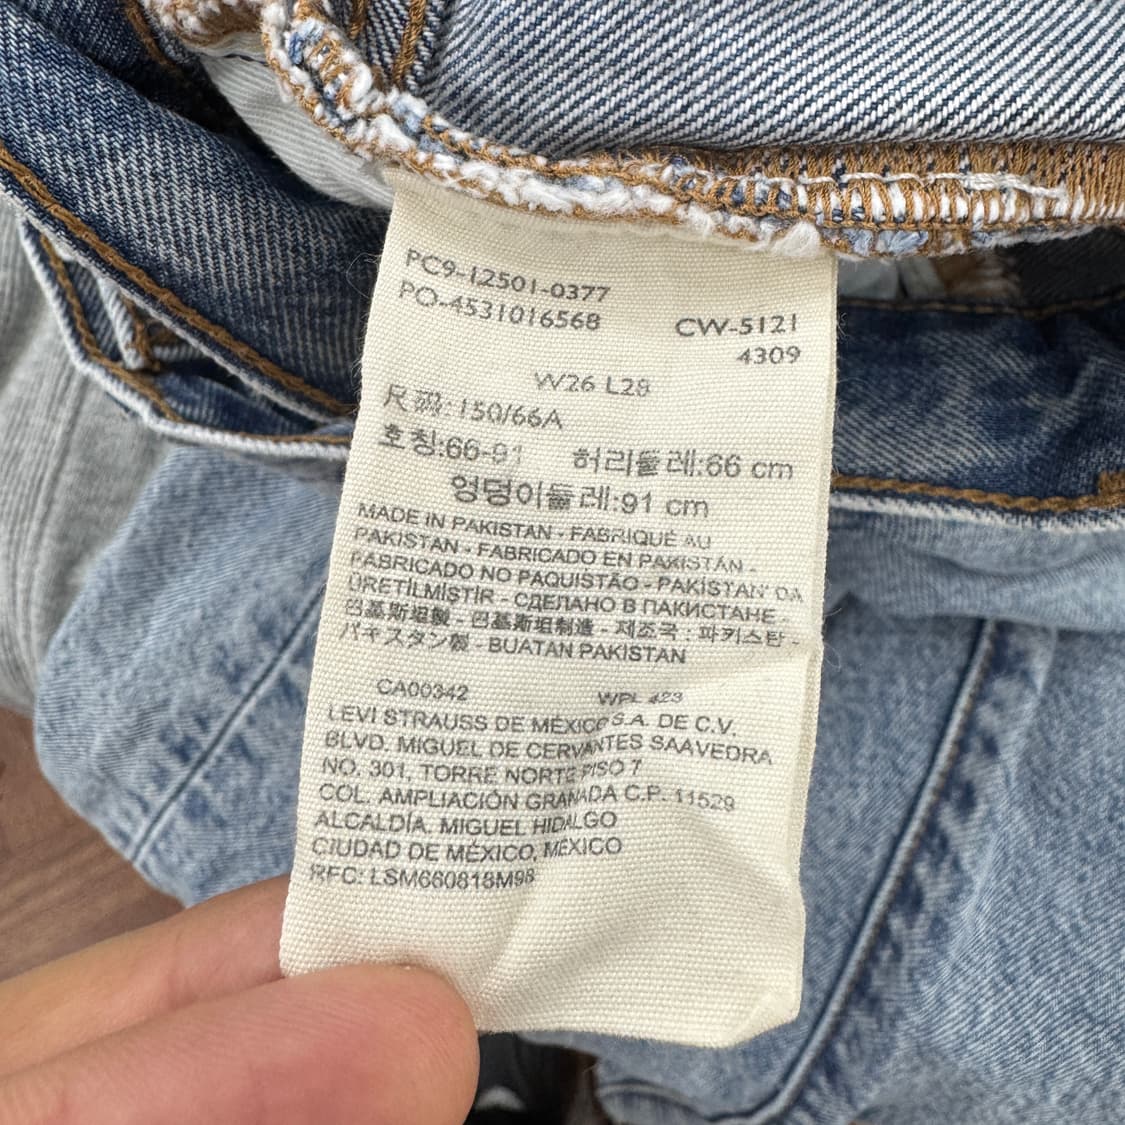 PC9-12501-0377
PO-4531016568
CW-5121
4309
W26 L28
尺码:150/66A
호칭:66-91 허리둘레:66 cm
엉덩이둘레:91 cm
MADE IN PAKISTAN - FABRIQUÉ AU
PAKISTAN - FABRICADO EN PAKISTÁN -
FABRICADO NO PAQUISTÃO - PAKİSTAN' DA
ÜRETİLMİŞTİR - СДЕЛАНО В ПАКИСТАНЕ -
巴基斯坦製 - 巴基斯坦制造 - 제조국 : 파키스탄 -
パキスタン製 - BUATAN PAKISTAN
CA00342 WPL 423
LEVI STRAUSS DE MÉXICO S.A. DE C.V.
BLVD. MIGUEL DE CERVANTES SAAVEDRA
NO. 301, TORRE NORTE PISO 7
COL. AMPLIACIÓN GRANADA C.P. 11529
ALCALDÍA. MIGUEL HIDALGO
CIUDAD DE MÉXICO, MÉXICO
RFC: LSM660818M98